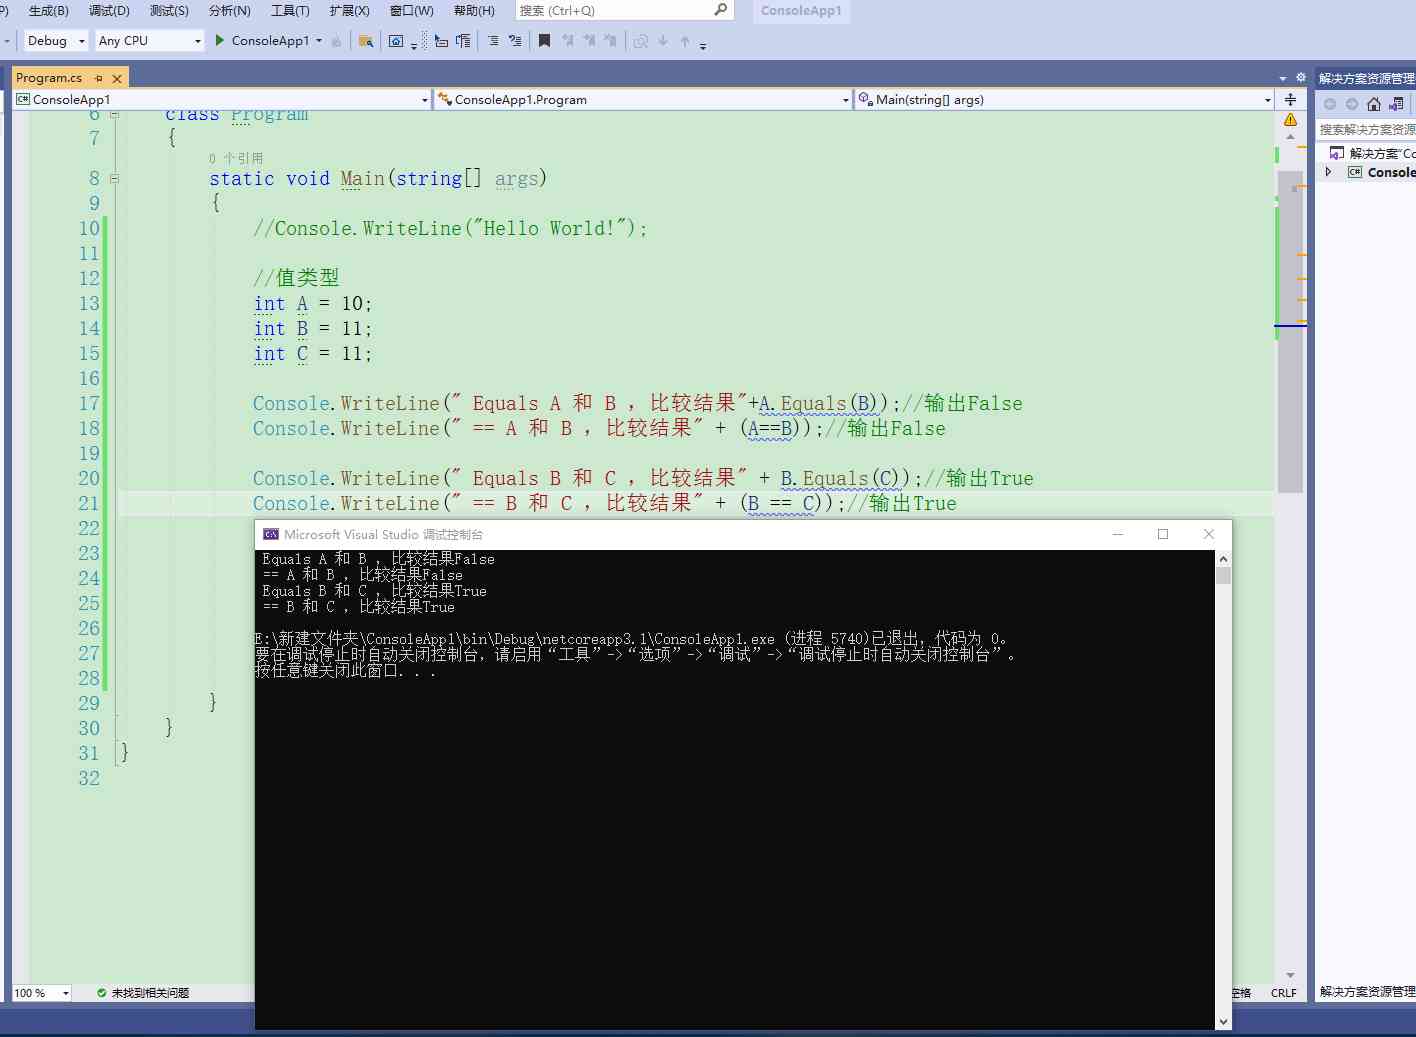 P) 生成(B) 调试(D) 测试(S) 分析(N) 工具(T) 扩展(X) 窗口(W) 帮助(H) 搜索 (Ctrl+Q) ConsoleApp1
Debug Any CPU ConsoleApp1
Program.cs
解决方案资源管理
ConsoleApp1 ConsoleApp1.Program Main(string[] args)
搜索解决方案资源
解决方案"Co
Console
6 class Program
7 {
0 个引用
8 static void Main(string[] args)
9 {
10 //Console.WriteLine("Hello World!");
11
12 //值类型
13 int A = 10;
14 int B = 11;
15 int C = 11;
16
17 Console.WriteLine(" Equals A 和 B ，比较结果"+A.Equals(B));//输出False
18 Console.WriteLine(" == A 和 B ，比较结果" + (A==B));//输出False
19
20 Console.WriteLine(" Equals B 和 C ，比较结果" + B.Equals(C));//输出True
21 Console.WriteLine(" == B 和 C ，比较结果" + (B == C));//输出True
22
23
24
25
26
27
28
29 }
30 }
31 }
32
Microsoft Visual Studio 调试控制台
Equals A 和 B ，比较结果False
== A 和 B ，比较结果False
Equals B 和 C ，比较结果True
== B 和 C ，比较结果True
E:\新建文件夹\ConsoleApp1\bin\Debug\netcoreapp3.1\ConsoleApp1.exe (进程 5740)已退出，代码为 0。
要在调试停止时自动关闭控制台，请启用“工具”->“选项”->“调试”->“调试停止时自动关闭控制台”。
按任意键关闭此窗口. . .
100 % 未找到相关问题 空格 CRLF
解决方案资源管理